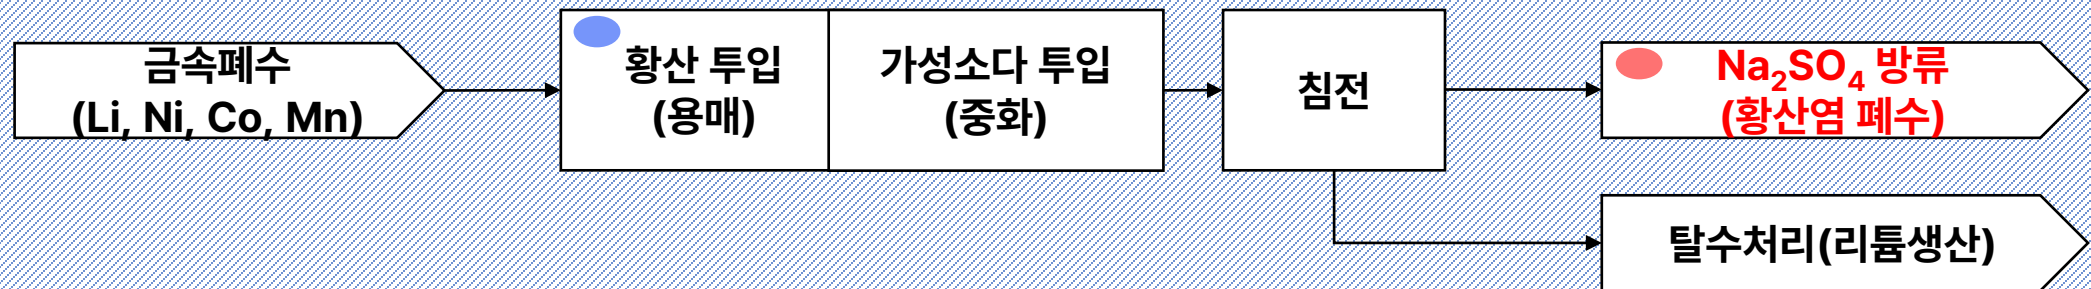 금속폐수
(Li, Ni, Co, Mn)
황산 투입
(용매)
가성소다 투입
(중화)
침전
Na₂SO₄ 방류
(황산염 폐수)
탈수처리(리튬생산)